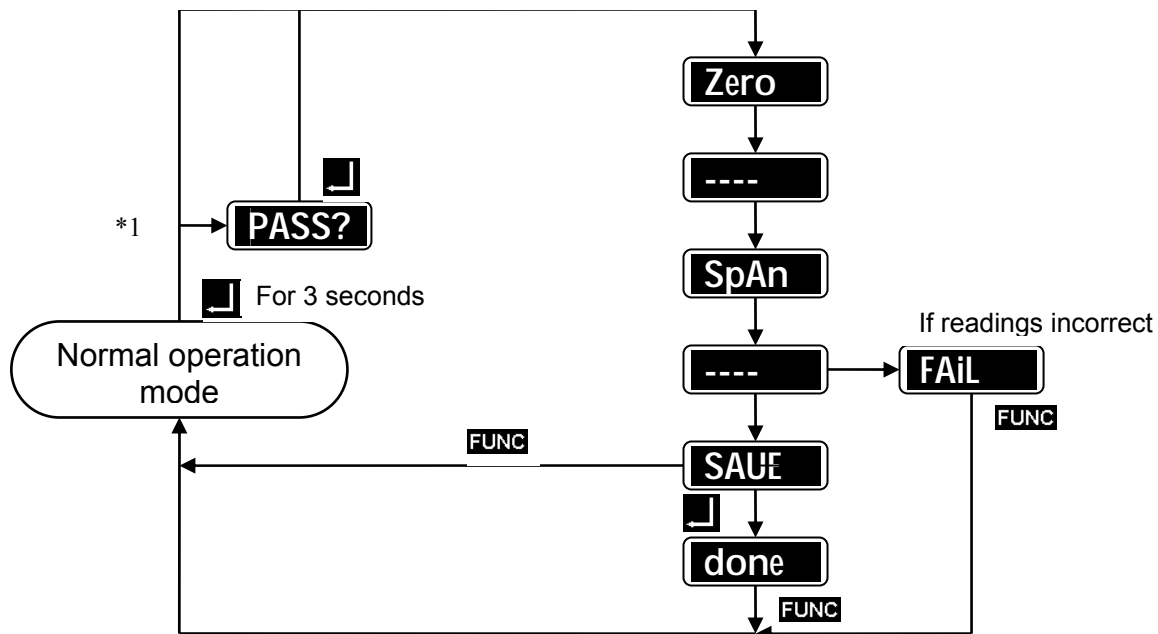 Zero
----
PASS?
*1
SpAn
For 3 seconds
If readings incorrect
Normal operation
mode
----
FAiL
FUNC
FUNC
SAUE
done
FUNC